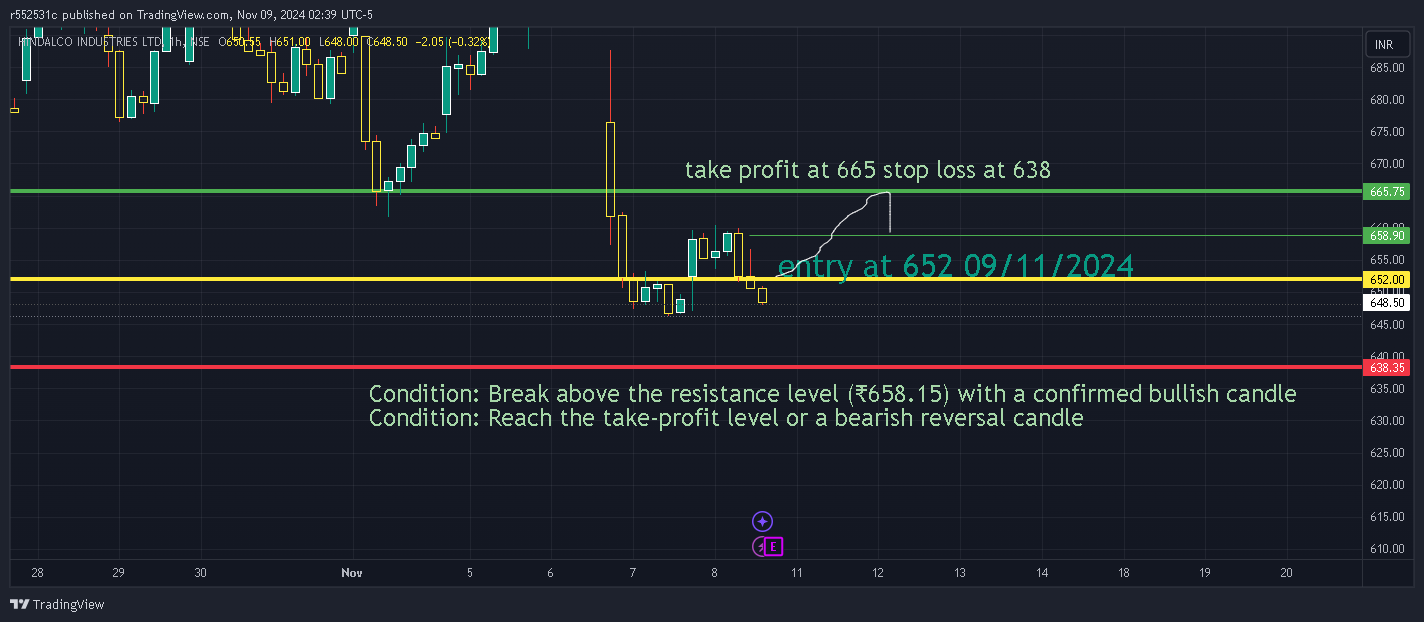 r552531c published on TradingView.com, Nov 09, 2024 02:39 UTC-5
HINDALCO INDUSTRIES LTD, 1h, NSE O650.55 H651.00 L648.00 C648.50 −2.05 (−0.32%)
INR
685.00
680.00
675.00
670.00
take profit at 665 stop loss at 638
665.75
660.00
658.90
655.00
entry at 652 09/11/2024
652.00
650.00
648.50
645.00
640.00
638.35
635.00
Condition: Break above the resistance level (₹658.15) with a confirmed bullish candle
Condition: Reach the take-profit level or a bearish reversal candle
630.00
625.00
620.00
615.00
610.00
E
28 29 30 Nov 5 6 7 8 11 12 13 14 18 19 20
TradingView